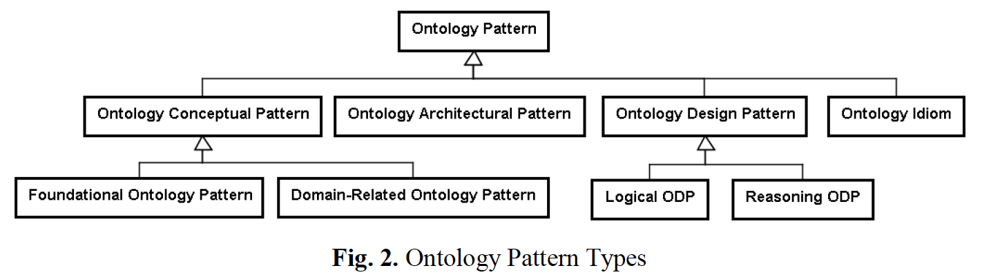 Ontology Pattern
Ontology Conceptual Pattern
Ontology Architectural Pattern
Ontology Design Pattern
Ontology Idiom
Foundational Ontology Pattern
Domain-Related Ontology Pattern
Logical ODP
Reasoning ODP
Fig. 2. Ontology Pattern Types